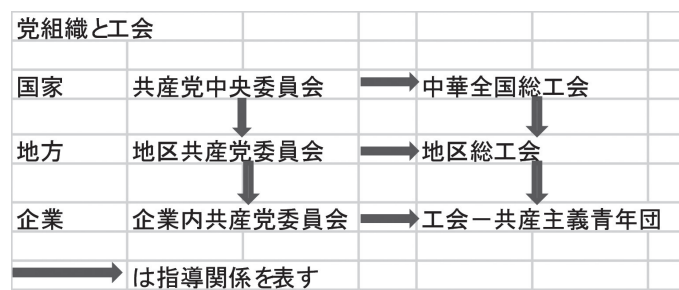 党組織と工会
国家 共産党中央委員会 中華全国総工会
地方 地区共産党委員会 地区総工会
企業 企業内共産党委員会 工会－共産主義青年団
は指導関係を表す